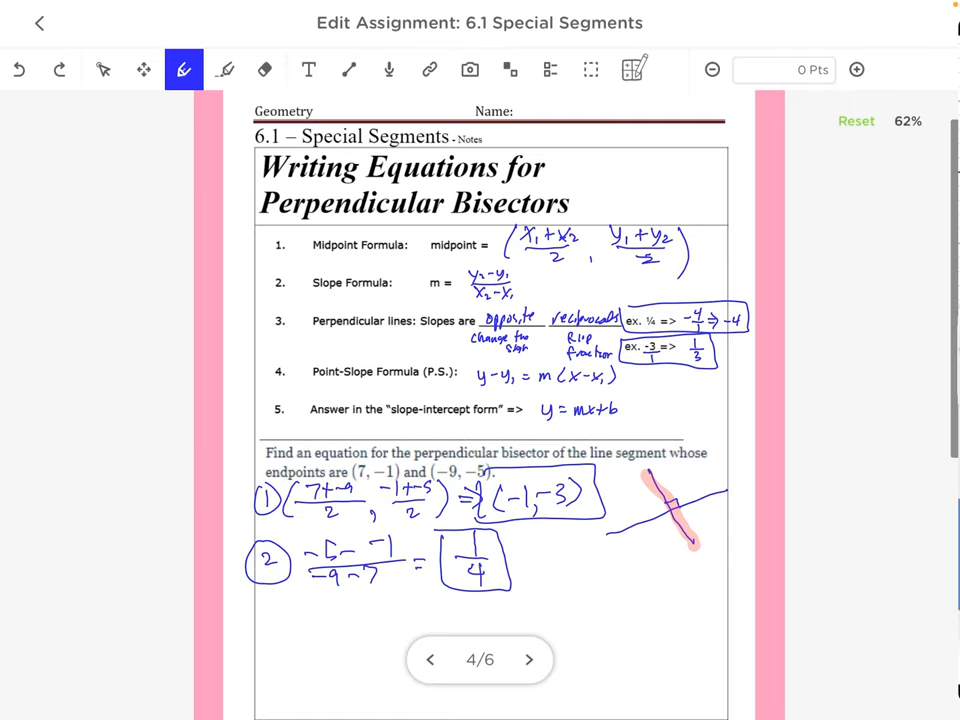 Edit Assignment: 6.1 Special Segments
T
0 Pts
Reset 62%
Geometry Name:
6.1 – Special Segments - Notes
Writing Equations for
Perpendicular Bisectors
1. Midpoint Formula: midpoint = (x₁+x₂/2, y₁+y₂/2)
2. Slope Formula: m = y₂-y₁/x₂-x₁
3. Perpendicular lines: Slopes are opposite reciprocals ex. ¼ => -4/1 => -4
change the sign flip fraction ex. -3/1 => 1/3
4. Point-Slope Formula (P.S.): y-y₁ = m(x-x₁)
5. Answer in the “slope-intercept form” => y = mx+b
Find an equation for the perpendicular bisector of the line segment whose
endpoints are (7, −1) and (−9, −5).
1 (7+-9/2, -1+-5/2) => (-1,-3)
2 -5--1/-9-7 = 1/4
4/6